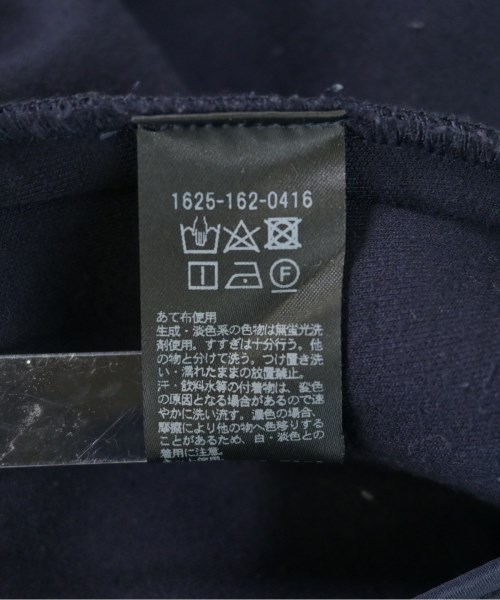 1625-162-0416
F
あて布使用
生成・淡色系の色物は無蛍光洗
剤使用。すすぎは十分行う。他
の物と分けて洗う。つけ置き洗
い・濡れたままの放置禁止。
汗・飲料水等の付着物は、変色
の原因となる場合があるので速
やかに洗い流す。濃色の場合、
摩擦により他の物へ色移りする
ことがあるため、白・淡色との
着用に注意。